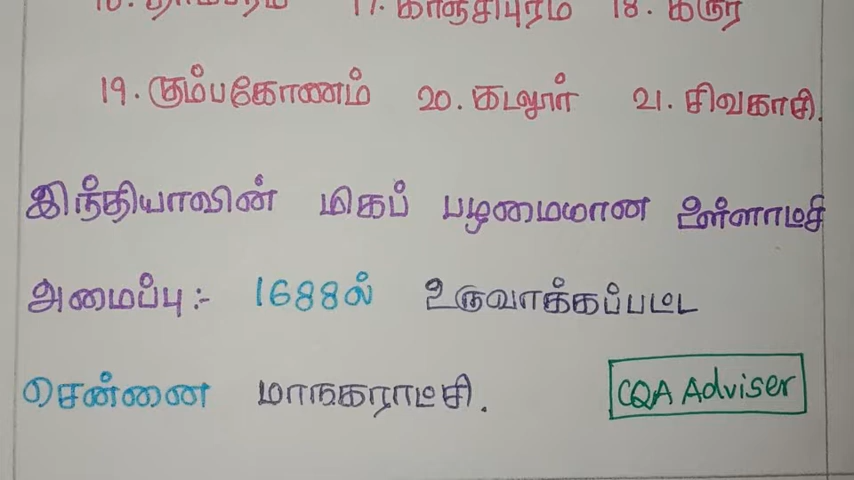 17. காஞ்சிபுரம் 18. கரூர்
19. கும்பகோணம் 20. கடலூர் 21. சிவகாசி.
இந்தியாவின் மிகப் பழமையான உள்ளாட்சி
அமைப்பு :- 1688ல் உருவாக்கப்பட்ட
சென்னை மாநகராட்சி.
CQA Adviser